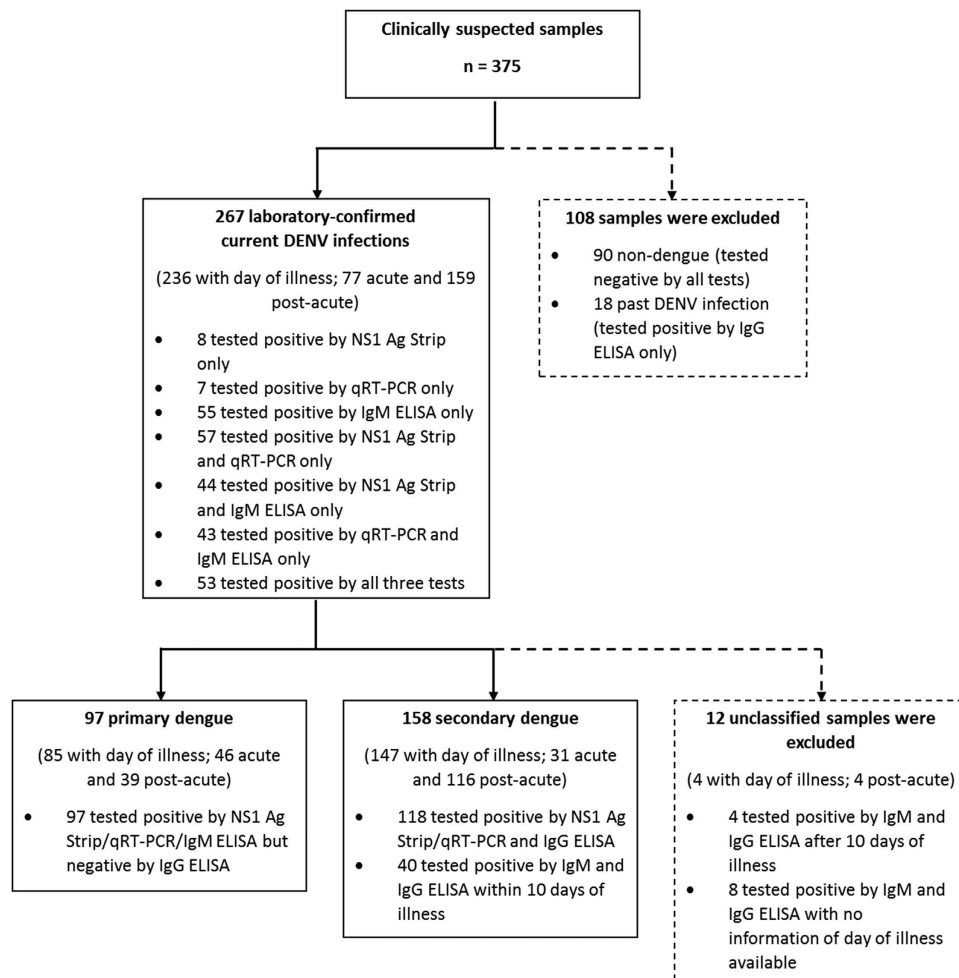 Clinically suspected samples
n = 375
267 laboratory-confirmed
current DENV infections
(236 with day of illness; 77 acute and 159
post-acute)
• 8 tested positive by NS1 Ag Strip
only
• 7 tested positive by qRT-PCR only
• 55 tested positive by IgM ELISA only
• 57 tested positive by NS1 Ag Strip
and qRT-PCR only
• 44 tested positive by NS1 Ag Strip
and IgM ELISA only
• 43 tested positive by qRT-PCR and
IgM ELISA only
• 53 tested positive by all three tests
108 samples were excluded
• 90 non-dengue (tested
negative by all tests)
• 18 past DENV infection
(tested positive by IgG
ELISA only)
97 primary dengue
(85 with day of illness; 46 acute
and 39 post-acute)
• 97 tested positive by NS1 Ag
Strip/qRT-PCR/IgM ELISA but
negative by IgG ELISA
158 secondary dengue
(147 with day of illness; 31 acute
and 116 post-acute)
• 118 tested positive by NS1 Ag
Strip/qRT-PCR and IgG ELISA
• 40 tested positive by IgM and
IgG ELISA within 10 days of
illness
12 unclassified samples were
excluded
(4 with day of illness; 4 post-acute)
• 4 tested positive by IgM and
IgG ELISA after 10 days of
illness
• 8 tested positive by IgM and
IgG ELISA with no
information of day of illness
available